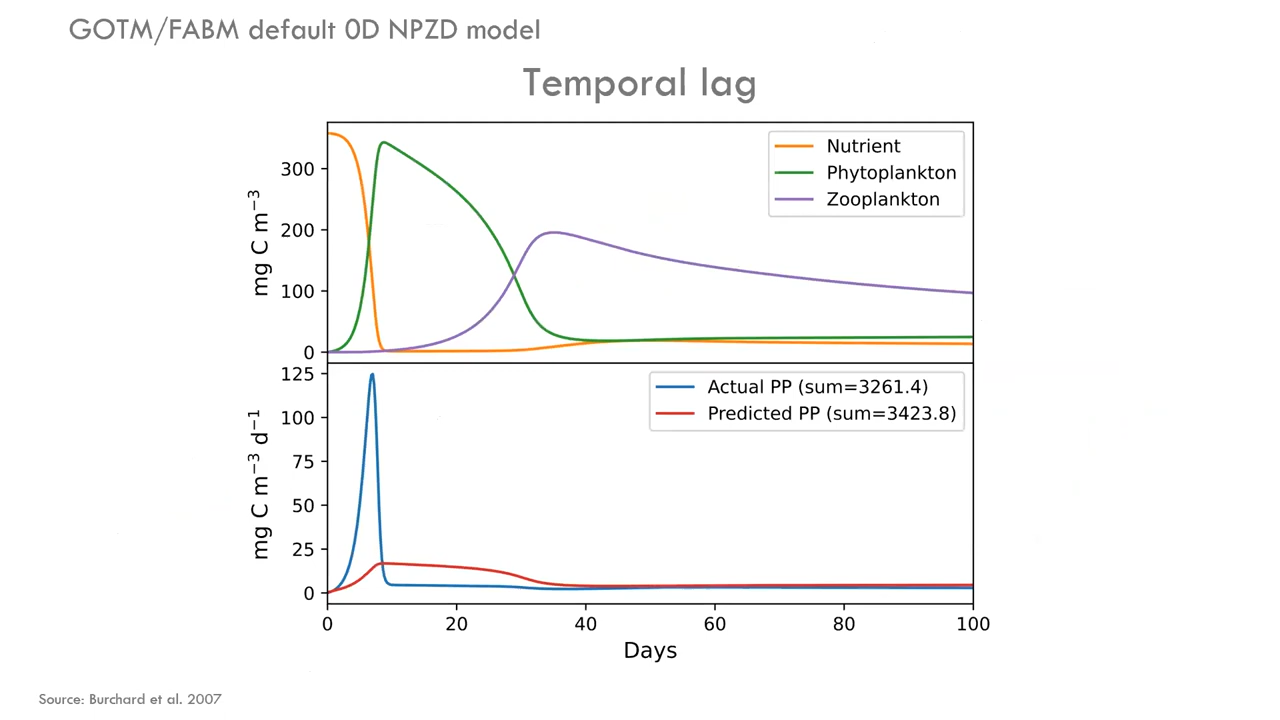 GOTM/FABM default 0D NPZD model
Temporal lag
mg C m⁻³
300
200
100
0
Nutrient
Phytoplankton
Zooplankton
mg C m⁻³ d⁻¹
125
100
75
50
25
0
Actual PP (sum=3261.4)
Predicted PP (sum=3423.8)
0 20 40 60 80 100
Days
Source: Burchard et al. 2007